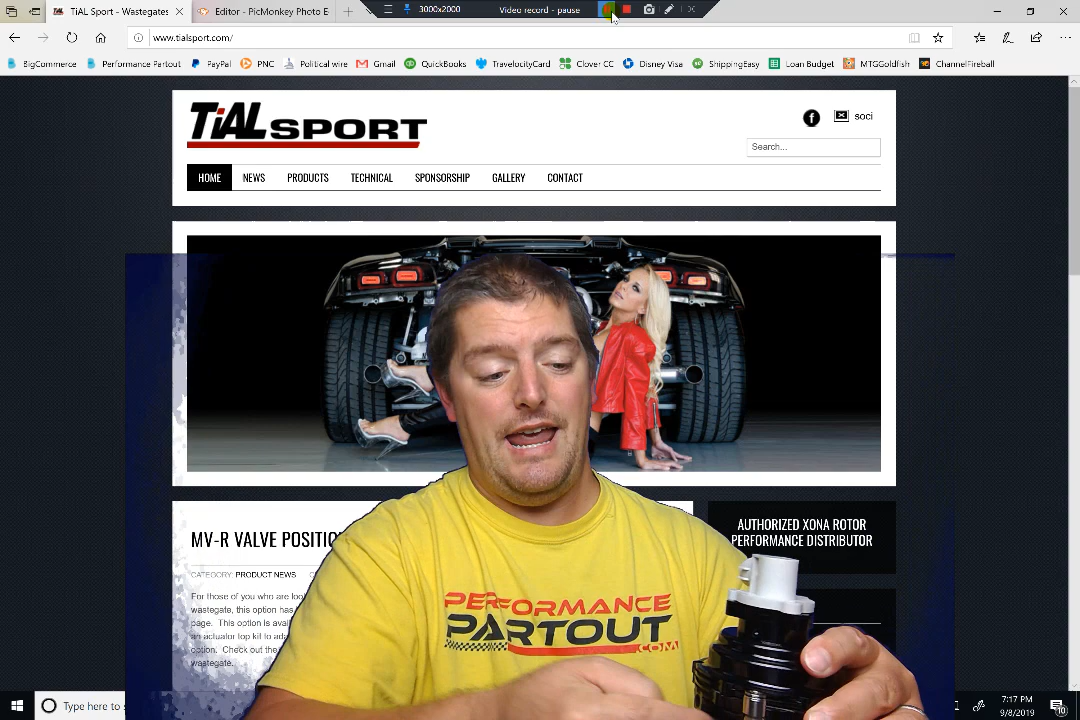 TiAL Sport - Wastegates
Editor - PicMonkey Photo E
3000x2000
Video record - pause
www.tialsport.com/
BigCommerce
Performance Partout
PayPal
PNC
Political wire
Gmail
QuickBooks
TravelocityCard
Clover CC
Disney Visa
ShippingEasy
Loan Budget
MTGGoldfish
ChannelFireball
TiAL SPORT
soci
Search...
HOME
NEWS
PRODUCTS
TECHNICAL
SPONSORSHIP
GALLERY
CONTACT
MV-R VALVE
CATEGORY: PRODUCT NEWS
For those of you who are
wastegate, this option has
page. This option is
an actuator top kit to
option. Check out the
wastegate.
AUTHORIZED XONA ROTOR
PERFORMANCE DISTRIBUTOR
PERFORMANCE
PARTOUT
.COM
Type here to
7:17 PM
9/8/2019
10